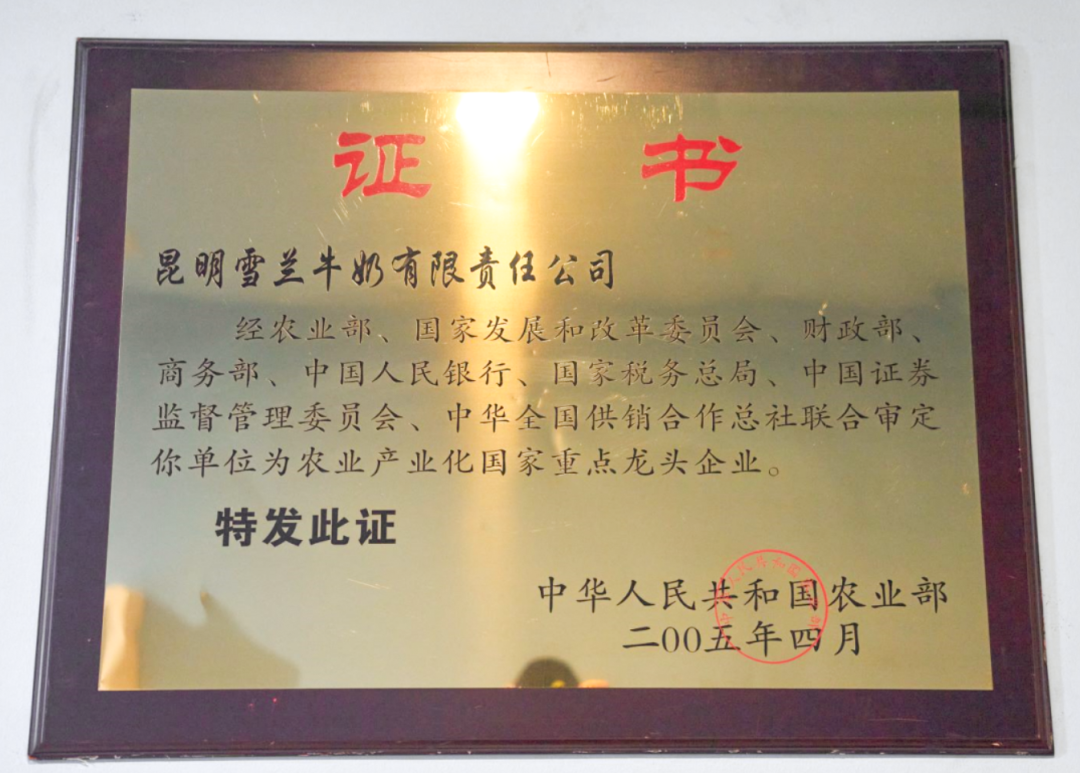 证 书
昆明雪兰牛奶有限责任公司
经农业部、国家发展和改革委员会、财政部、
商务部、中国人民银行、国家税务总局、中国证券
监督管理委员会、中华全国供销合作总社联合审定
你单位为农业产业化国家重点龙头企业。
特发此证
中华人民共和国农业部
二00五年四月